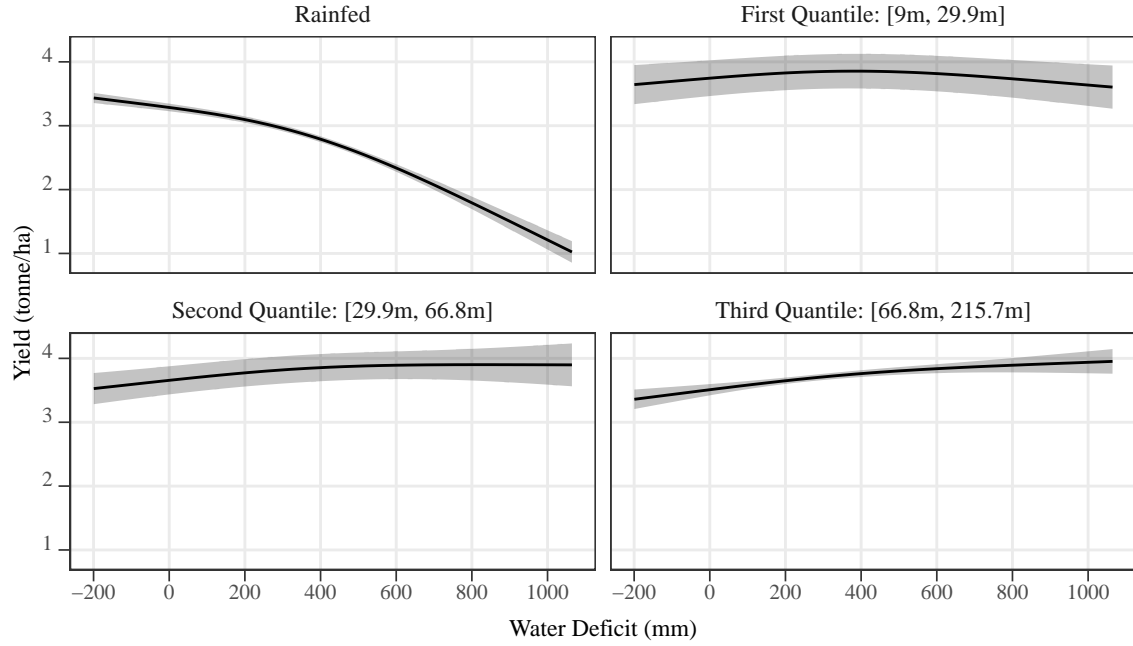 Rainfed
First Quantile: [9m, 29.9m]
4
3
2
1
Second Quantile: [29.9m, 66.8m]
Third Quantile: [66.8m, 215.7m]
4
3
2
1
Yield (tonne/ha)
−200 0 200 400 600 800 1000
−200 0 200 400 600 800 1000
Water Deficit (mm)